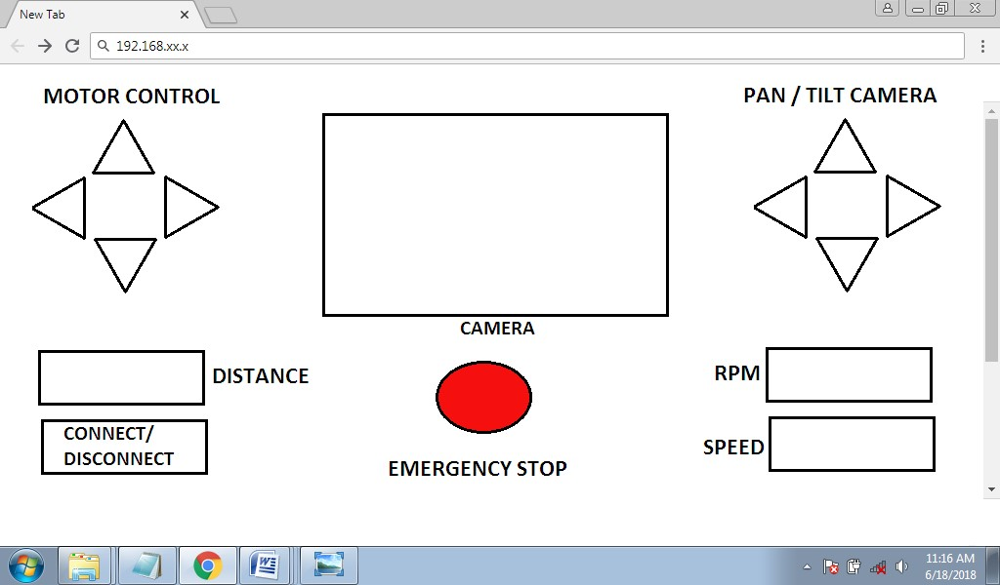 New Tab
192.168.xx.x
MOTOR CONTROL
PAN / TILT CAMERA
CAMERA
DISTANCE
RPM
CONNECT/
DISCONNECT
SPEED
EMERGENCY STOP
11:16 AM
6/18/2018